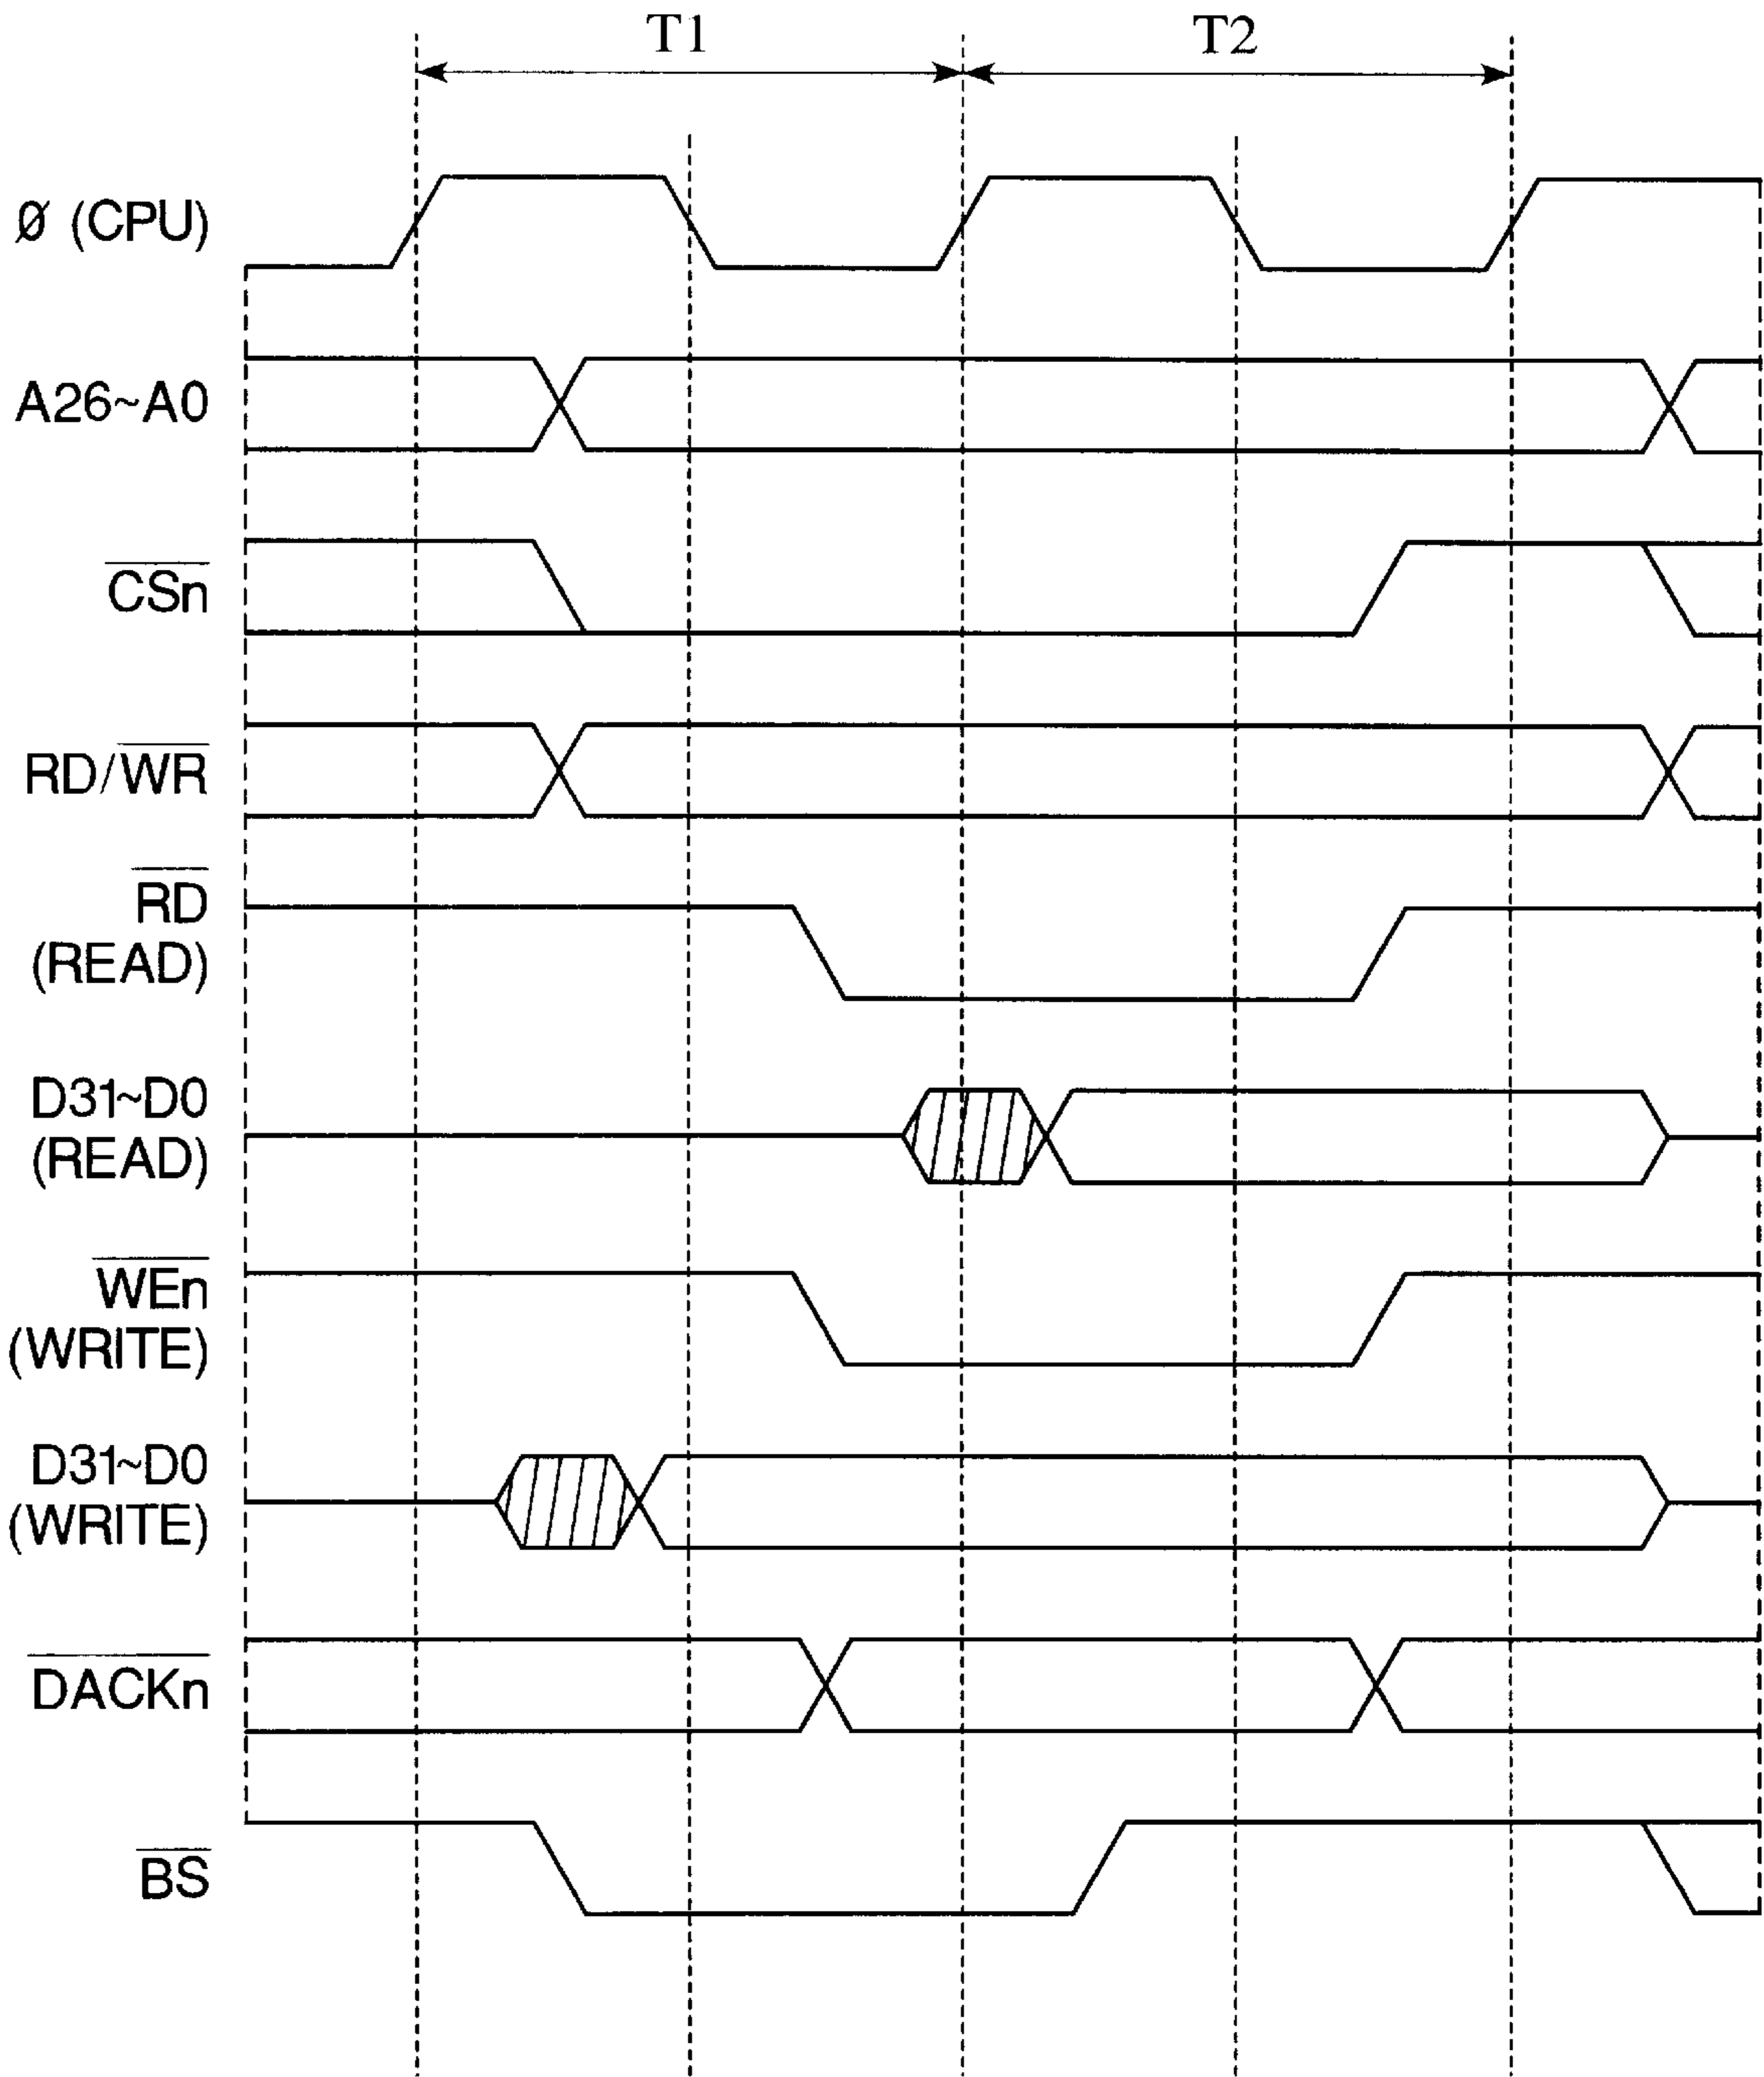 T1 T2
Ø (CPU)
A26~A0
CSn
RD/WR
RD
(READ)
D31~D0
(READ)
WEn
(WRITE)
D31~D0
(WRITE)
DACKn
BS